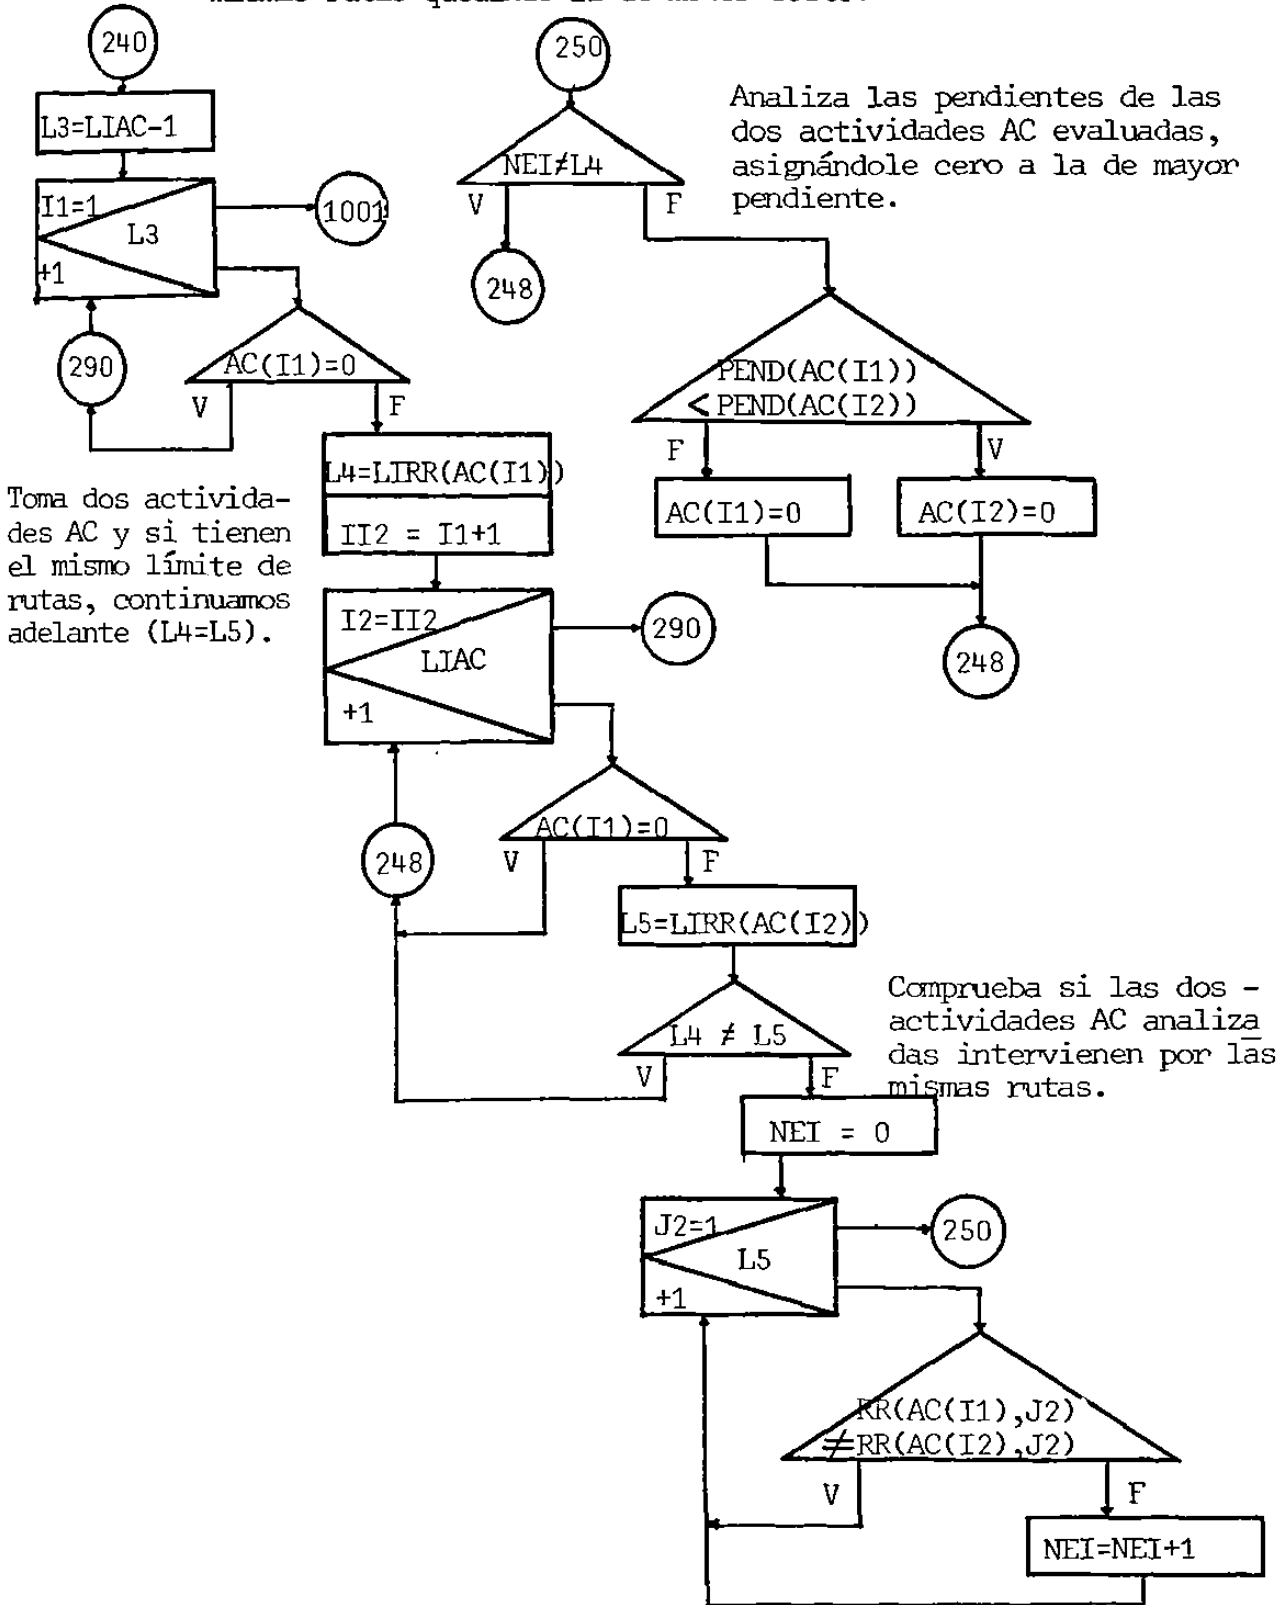 240
L3=LIAC-1
I1=1
L3
+1
1001
290
AC(I1)=0
V
F
L4=LIRR(AC(I1))
II2 = I1+1
Toma dos activida-
des AC y si tienen
el mismo límite de
rutas, continuamos
adelante (L4=L5).
I2=II2
LIAC
+1
290
248
AC(I1)=0
V
F
L5=LIRR(AC(I2))
L4 ≠ L5
V
F
Comprueba si las dos -
actividades AC analiza
das intervienen por las
mismas rutas.
NEI = 0
J2=1
L5
+1
250
RR(AC(I1),J2)
≠RR(AC(I2),J2)
V
F
NEI=NEI+1
250
NEI≠L4
V
F
248
Analiza las pendientes de las
dos actividades AC evaluadas,
asignándole cero a la de mayor
pendiente.
PEND(AC(I1))
< PEND(AC(I2))
F
V
AC(I1)=0
AC(I2)=0
248